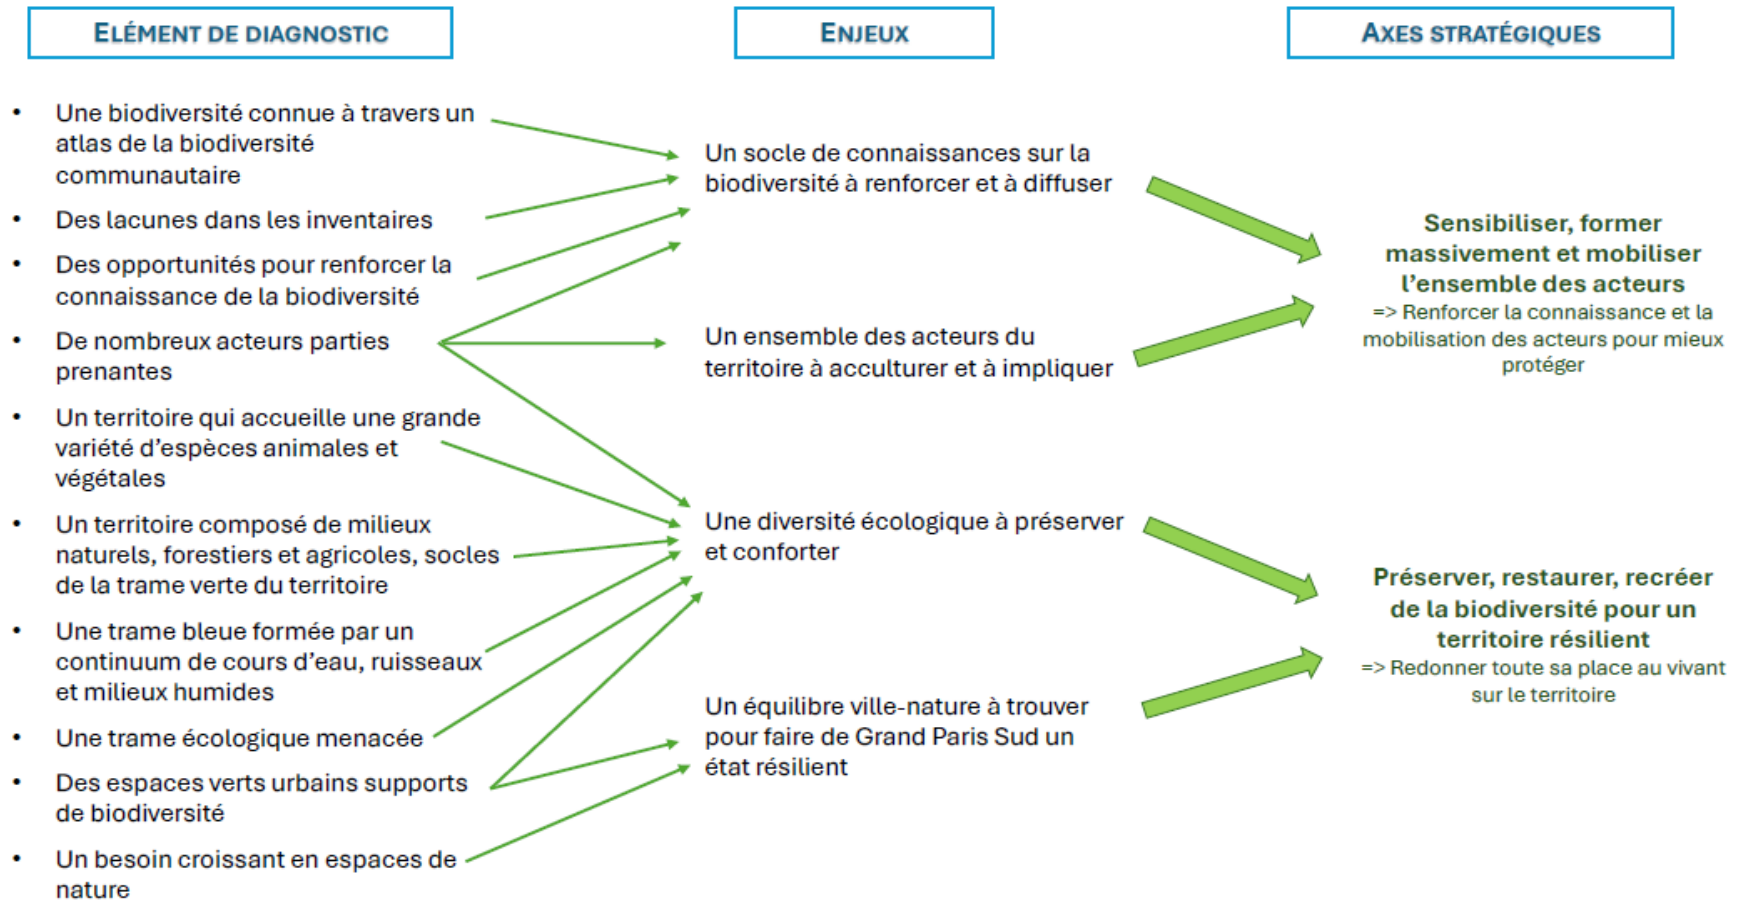 ELÉMENT DE DIAGNOSTIC
ENJEUX
AXES STRATÉGIQUES
• Une biodiversité connue à travers un
atlas de la biodiversité
communautaire
• Des lacunes dans les inventaires
• Des opportunités pour renforcer la
connaissance de la biodiversité
• De nombreux acteurs parties
prenantes
• Un territoire qui accueille une grande
variété d’espèces animales et
végétales
• Un territoire composé de milieux
naturels, forestiers et agricoles, socles
de la trame verte du territoire
• Une trame bleue formée par un
continuum de cours d’eau, ruisseaux
et milieux humides
• Une trame écologique menacée
• Des espaces verts urbains supports
de biodiversité
• Un besoin croissant en espaces de
nature
Un socle de connaissances sur la
biodiversité à renforcer et à diffuser
Un ensemble des acteurs du
territoire à acculturer et à impliquer
Une diversité écologique à préserver
et conforter
Un équilibre ville-nature à trouver
pour faire de Grand Paris Sud un
état résilient
Sensibiliser, former
massivement et mobiliser
l’ensemble des acteurs
=> Renforcer la connaissance et la
mobilisation des acteurs pour mieux
protéger
Préserver, restaurer, recréer
de la biodiversité pour un
territoire résilient
=> Redonner toute sa place au vivant
sur le territoire